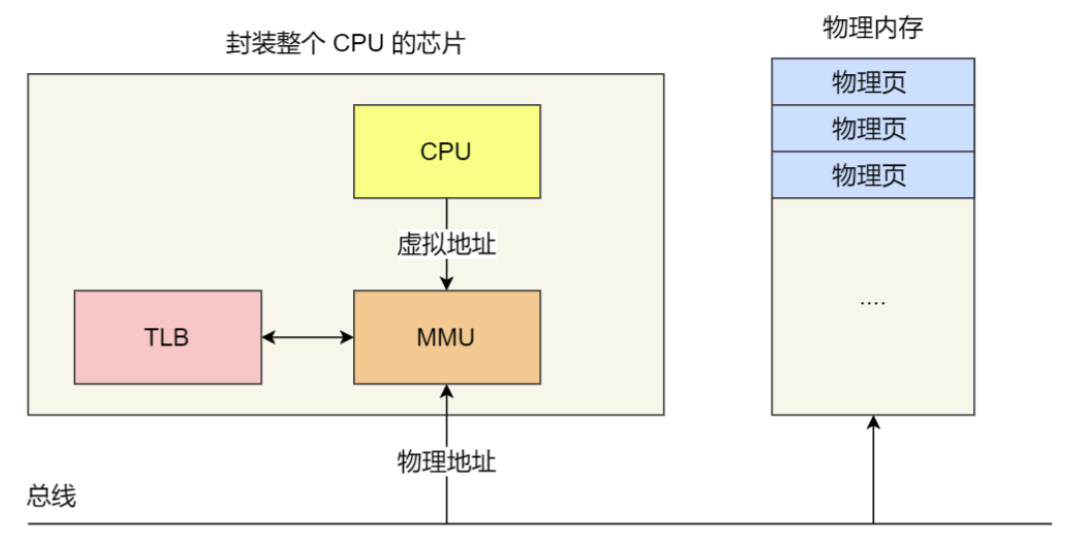 封装整个 CPU 的芯片
物理内存
物理页
物理页
物理页
CPU
虚拟地址
TLB
MMU
....
物理地址
总线